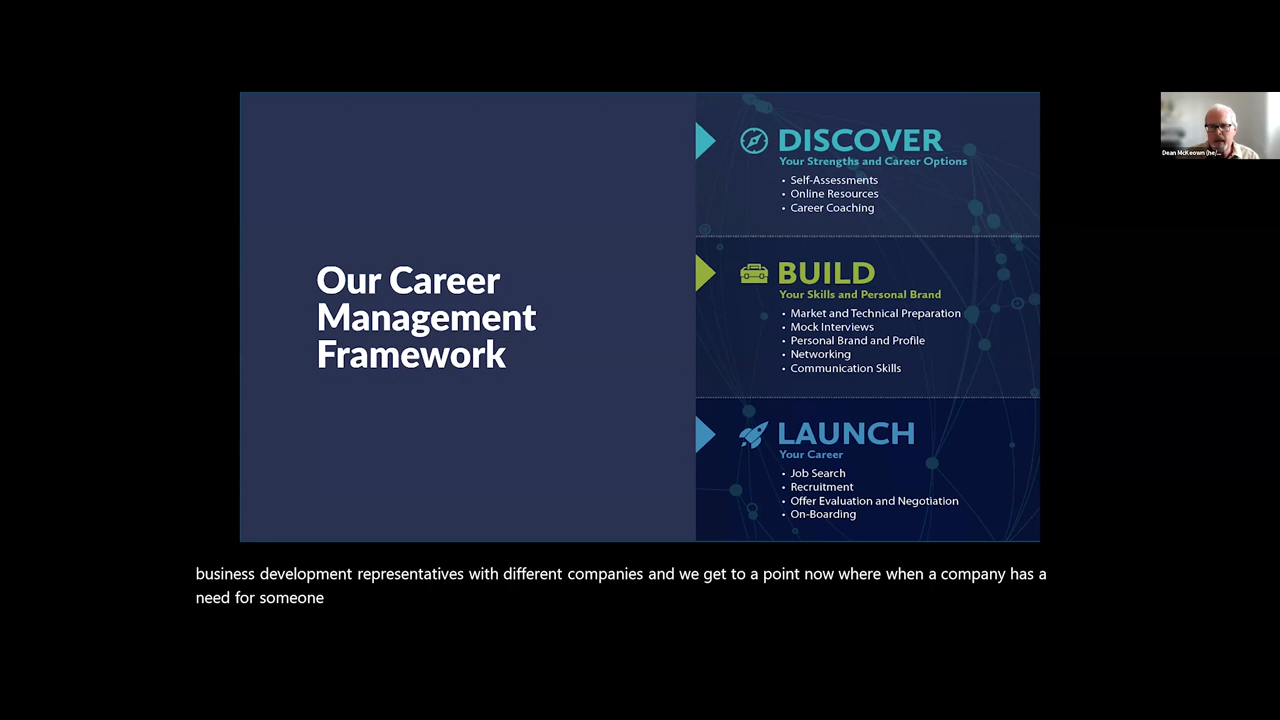 Our Career
Management
Framework
DISCOVER
Your Strengths and Career Options
• Self-Assessments
• Online Resources
• Career Coaching
BUILD
Your Skills and Personal Brand
• Market and Technical Preparation
• Mock Interviews
• Personal Brand and Profile
• Networking
• Communication Skills
LAUNCH
Your Career
• Job Search
• Recruitment
• Offer Evaluation and Negotiation
• On-Boarding
Dean McKeown (he/...
business development representatives with different companies and we get to a point now where when a company has a
need for someone